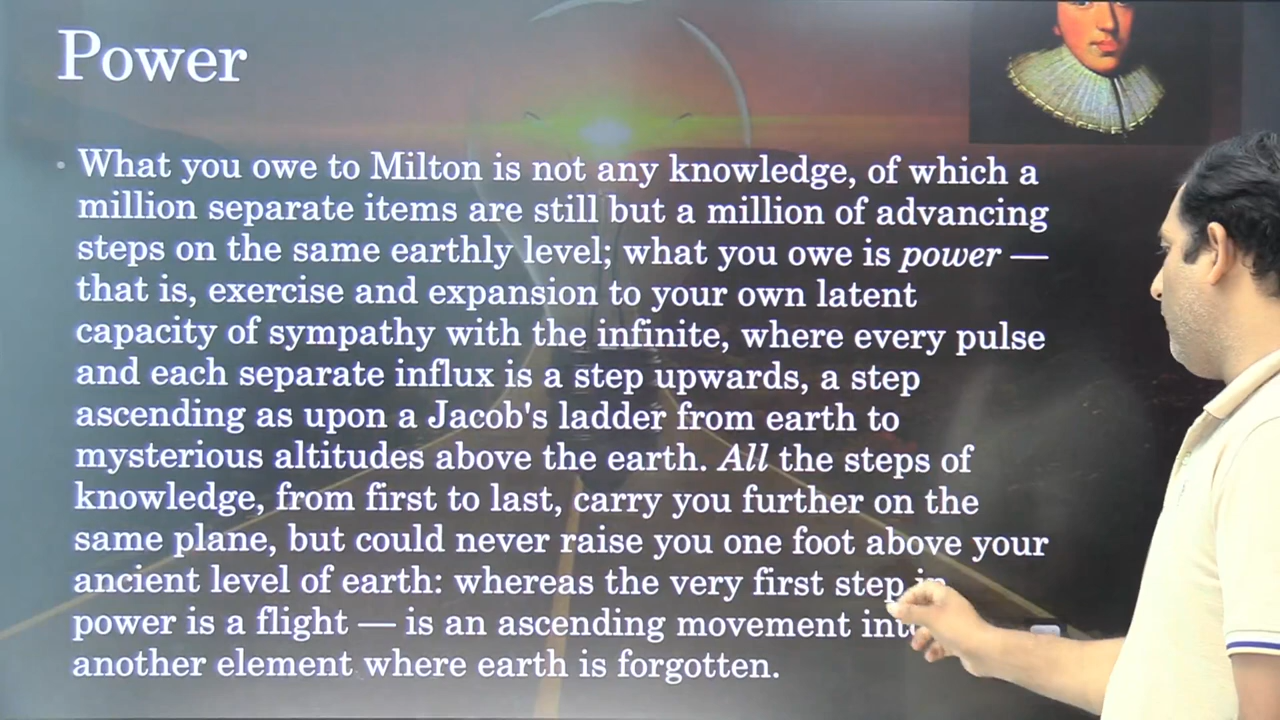 Power
• What you owe to Milton is not any knowledge, of which a
million separate items are still but a million of advancing
steps on the same earthly level; what you owe is power —
that is, exercise and expansion to your own latent
capacity of sympathy with the infinite, where every pulse
and each separate influx is a step upwards, a step
ascending as upon a Jacob's ladder from earth to
mysterious altitudes above the earth. All the steps of
knowledge, from first to last, carry you further on the
same plane, but could never raise you one foot above your
ancient level of earth: whereas the very first step in
power is a flight — is an ascending movement into
another element where earth is forgotten.